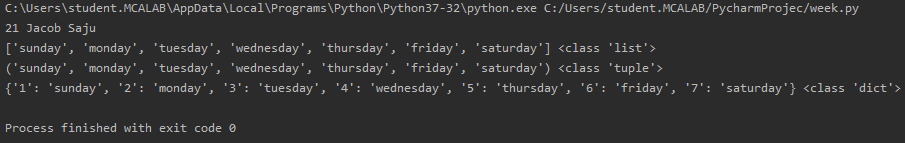 C:\Users\student.MCALAB\AppData\Local\Programs\Python\Python37-32\python.exe C:/Users/student.MCALAB/PycharmProjec/week.py
21 Jacob Saju
['sunday', 'monday', 'tuesday', 'wednesday', 'thursday', 'friday', 'saturday'] <class 'list'>
('sunday', 'monday', 'tuesday', 'wednesday', 'thursday', 'friday', 'saturday') <class 'tuple'>
{'1': 'sunday', '2': 'monday', '3': 'tuesday', '4': 'wednesday', '5': 'thursday', '6': 'friday', '7': 'saturday'} <class 'dict'>
Process finished with exit code 0